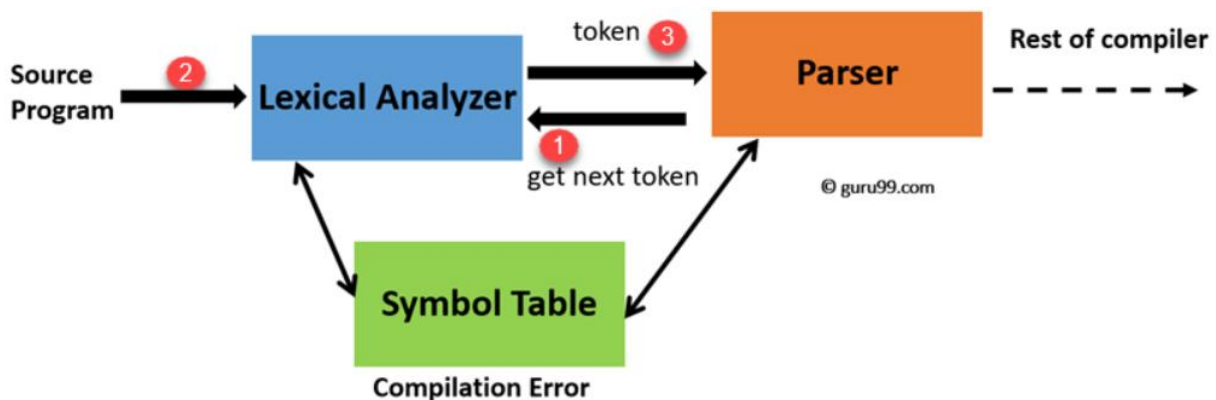 token 3
Rest of compiler
Source
Program
2
Lexical Analyzer
Parser
1
get next token
© guru99.com
Symbol Table
Compilation Error